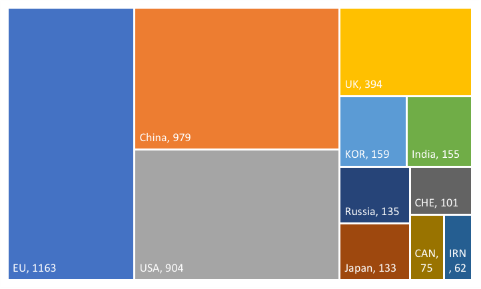 EU, 1163
China, 979
USA, 904
UK, 394
KOR, 159
India, 155
Russia, 135
Japan, 133
CHE, 101
CAN,
75
IRN
, 62